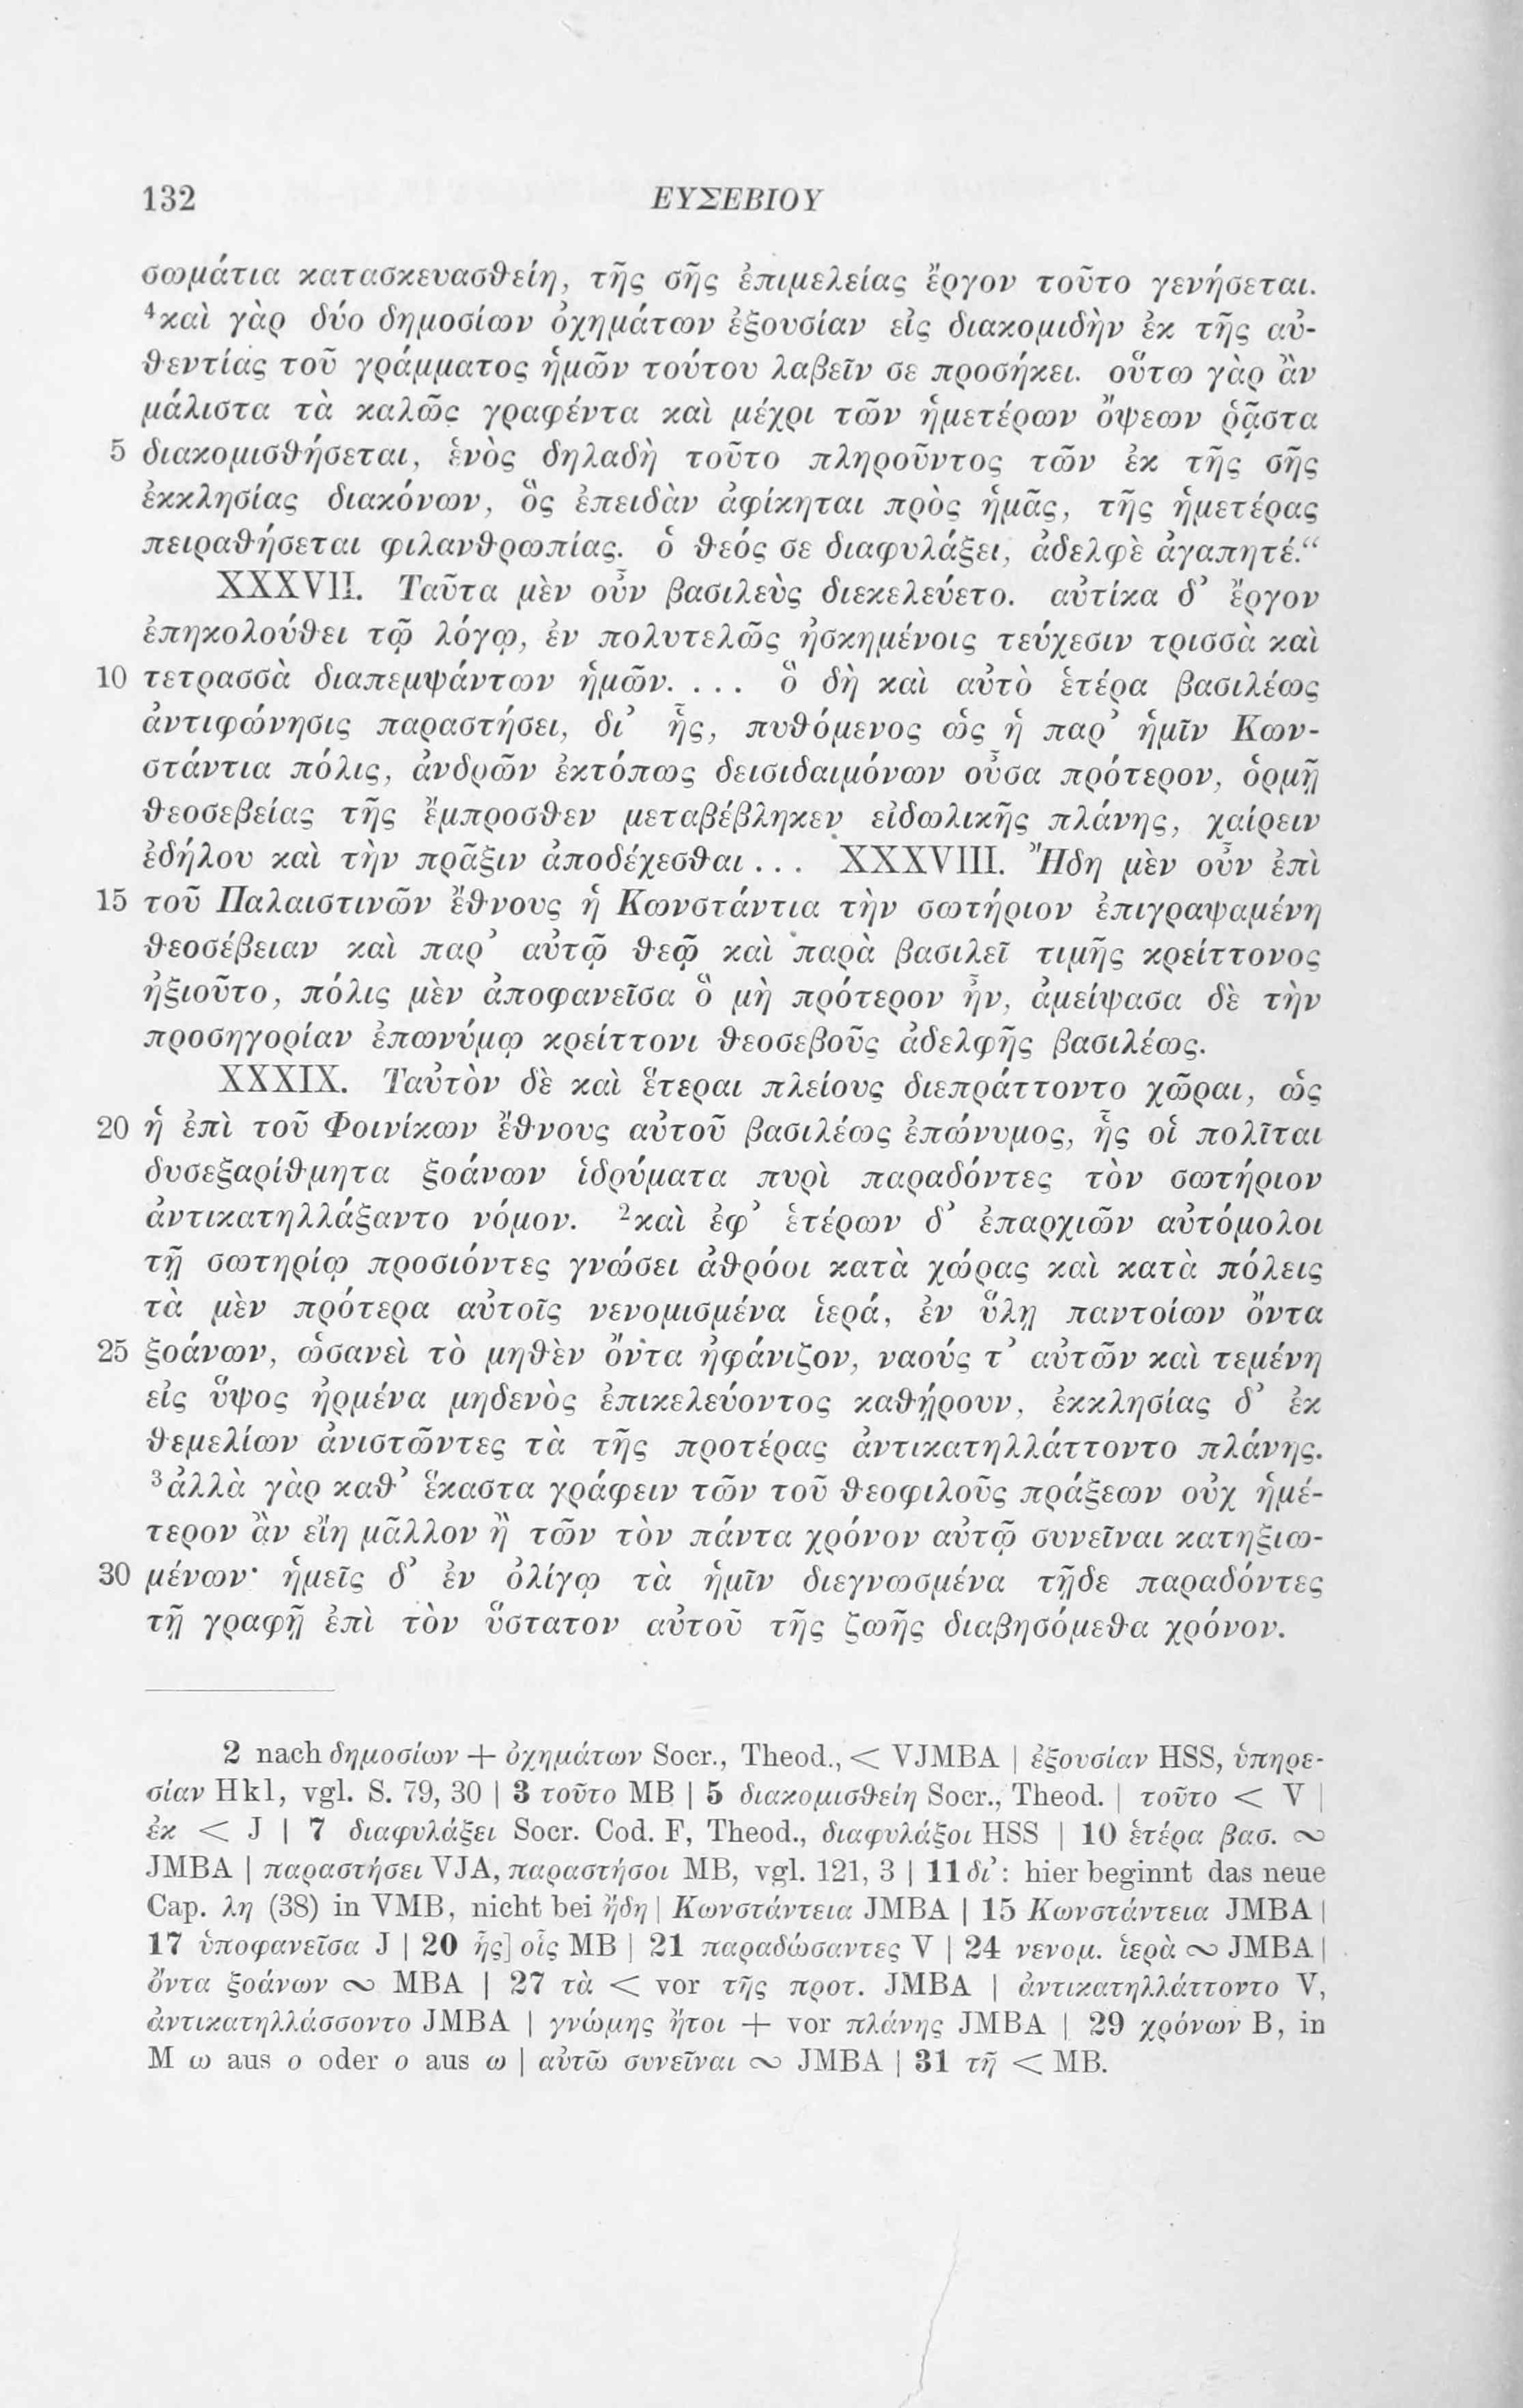 132 ΕΥΣΕΒΙΟΥ
σωμάτια κατασκευασθείη, τῆς σῆς ἐπιμελείας ἔργον τοῦτο γενήσεται.
⁴καὶ γὰρ δύο δημοσίων ὀχημάτων ἐξουσίαν εἰς διακομιδὴν ἐκ τῆς αὐ-
θεντίας τοῦ γράμματος ἡμῶν τούτου λαβεῖν σε προσήκει. οὕτω γὰρ ἂν
μάλιστα τὰ καλῶς γραφέντα καὶ μέχρι τῶν ἡμετέρων ὄψεων ῥᾷστα
5 διακομισθήσεται, ἑνὸς δηλαδὴ τοῦτο πληροῦντος τῶν ἐκ τῆς σῆς
ἐκκλησίας διακόνων, ὃς ἐπειδὰν ἀφίκηται πρὸς ἡμᾶς, τῆς ἡμετέρας
πειραθήσεται φιλανθρωπίας. ὁ θεός σε διαφυλάξει, ἀδελφὲ ἀγαπητέ.“
XXXVII. Ταῦτα μὲν οὖν βασιλεὺς διεκελεύετο. αὐτίκα δ’ ἔργον
ἐπηκολούθει τῷ λόγῳ, ἐν πολυτελῶς ἠσκημένοις τεύχεσιν τρισσὰ καὶ
10 τετρασσὰ διαπεμψάντων ἡμῶν. ... ὃ δὴ καὶ αὐτὸ ἑτέρα βασιλέως
ἀντιφώνησις παραστήσει, δι’ ἧς, πυθόμενος ὡς ἡ παρ’ ἡμῖν Κων-
στάντια πόλις, ἀνδρῶν ἐκτόπως δεισιδαιμόνων οὖσα πρότερον, ὁρμῇ
θεοσεβείας τῆς ἔμπροσθεν μεταβέβληκεν εἰδωλικῆς πλάνης, χαίρειν
ἐδήλου καὶ τὴν πρᾶξιν ἀποδέχεσθαι ... XXXVIII. Ἤδη μὲν οὖν ἐπὶ
15 τοῦ Παλαιστινῶν ἔθνους ἡ Κωνστάντια τὴν σωτήριον ἐπιγραψαμένη
θεοσέβειαν καὶ παρ’ αὐτῷ θεῷ καὶ παρὰ βασιλεῖ τιμῆς κρείττονος
ἠξιοῦτο, πόλις μὲν ἀποφανεῖσα ὃ μὴ πρότερον ἦν, ἀμείψασα δὲ τὴν
προσηγορίαν ἐπωνύμῳ κρείττονι θεοσεβοῦς ἀδελφῆς βασιλέως.
XXXIX. Ταὐτὸν δὲ καὶ ἕτεραι πλείους διεπράττοντο χῶραι, ὡς
20 ἡ ἐπὶ τοῦ Φοινίκων ἔθνους αὐτοῦ βασιλέως ἐπώνυμος, ἧς οἱ πολῖται
δυσεξαρίθμητα ξοάνων ἱδρύματα πυρὶ παραδόντες τὸν σωτήριον
ἀντικατηλλάξαντο νόμον. ²καὶ ἐφ’ ἑτέρων δ’ ἐπαρχιῶν αὐτόμολοι
τῇ σωτηρίῳ προσιόντες γνώσει ἀθρόοι κατὰ χώρας καὶ κατὰ πόλεις
τὰ μὲν πρότερα αὐτοῖς νενομισμένα ἱερά, ἐν ὕλῃ παντοίων ὄντα
25 ξοάνων, ὡσανεὶ τὸ μηθὲν ὄντα ἠφάνιζον, ναούς τ’ αὐτῶν καὶ τεμένη
εἰς ὕψος ἠρμένα μηδενὸς ἐπικελεύοντος καθῄρουν, ἐκκλησίας δ’ ἐκ
θεμελίων ἀνιστῶντες τὰ τῆς προτέρας ἀντικατηλλάττοντο πλάνης.
³ἀλλὰ γὰρ καθ’ ἕκαστα γράφειν τῶν τοῦ θεοφιλοῦς πράξεων οὐχ ἡμέ-
τερον ἂν εἴη μᾶλλον ἢ τῶν τὸν πάντα χρόνον αὐτῷ συνεῖναι κατηξιω-
30 μένων· ἡμεῖς δ’ ἐν ὀλίγῳ τὰ ἡμῖν διεγνωσμένα τῇδε παραδόντες
τῇ γραφῇ ἐπὶ τὸν ὕστατον αὐτοῦ τῆς ζωῆς διαβησόμεθα χρόνον.
2 nach δημοσίων + ὀχημάτων Socr., Theod., < VJMBA | ἐξουσίαν HSS, ὑπηρε-
σίαν Hkl, vgl. S. 79, 30 | 3 τοῦτο MB | 5 διακομισθείη Socr., Theod. | τοῦτο < V |
ἐκ < J | 7 διαφυλάξει Socr. Cod. F, Theod., διαφυλάξοι HSS | 10 ἑτέρα βασ. ∾
JMBA | παραστήσει VJA, παραστήσοι MB, vgl. 121, 3 | 11 δι’: hier beginnt das neue
Cap. λη (38) in VMB, nicht bei ἤδη | Κωνστάντεια JMBA | 15 Κωνστάντεια JMBA |
17 ὑποφανεῖσα J | 20 ἧς] οἷς MB | 21 παραδώσαντες V | 24 νενομ. ἱερὰ ∾ JMBA |
ὄντα ξοάνων ∾ MBA | 27 τὰ < vor τῆς προτ. JMBA | ἀντικατηλλάττοντο V,
ἀντικατηλλάσσοντο JMBA | γνώμης ἤτοι + vor πλάνης JMBA | 29 χρόνων B, in
M ω aus ο oder ο aus ω | αὐτῶ συνεῖναι ∾ JMBA | 31 τῆ < MB.